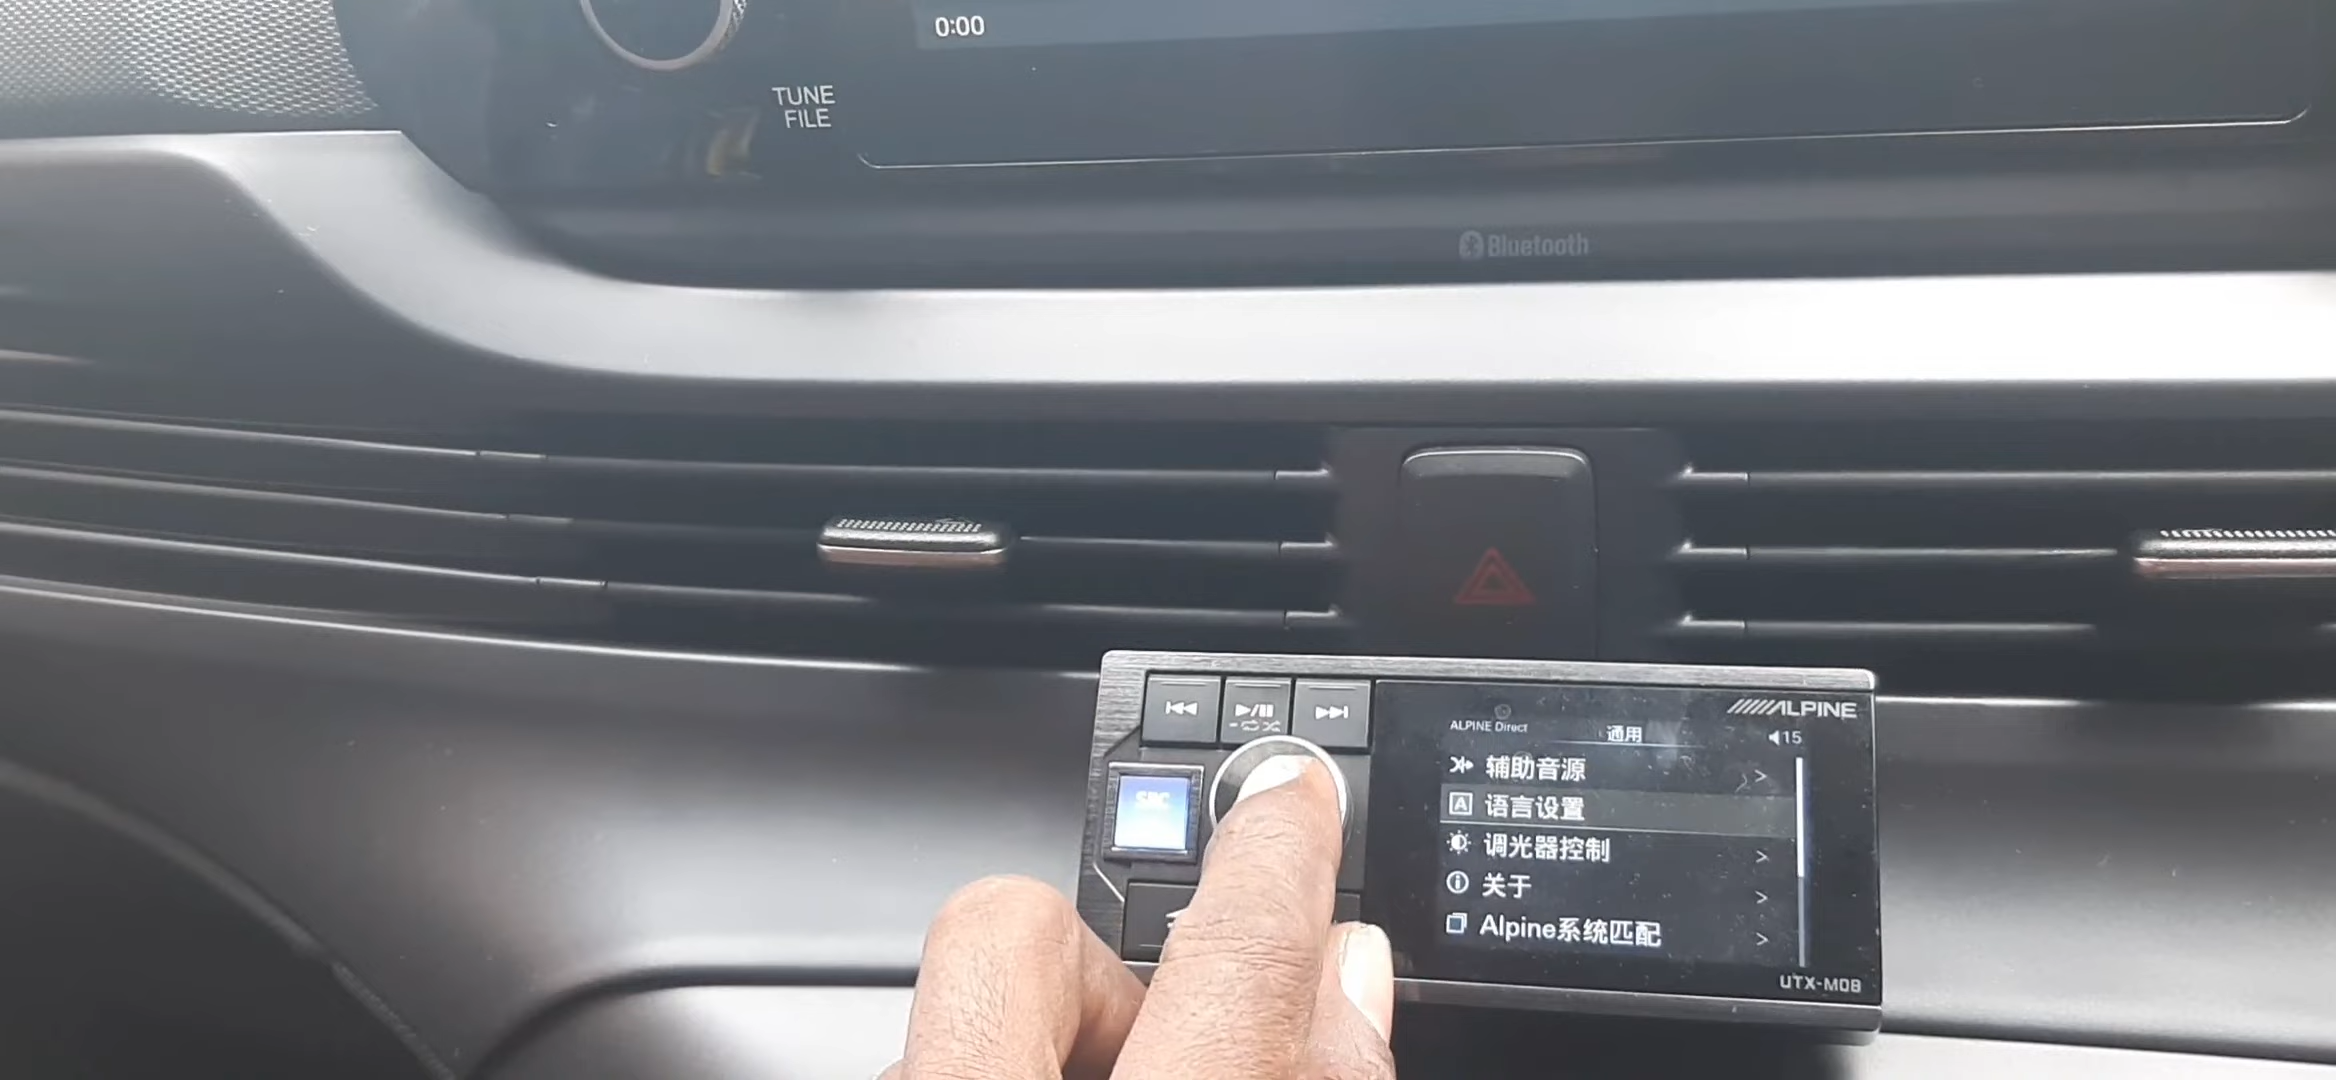 0:00
TUNE
FILE
Bluetooth
ALPINE
ALPINE Direct
通用
15
辅助音源
A 语言设置
调光器控制
关于
Alpine系统匹配
SRC
UTX-M08